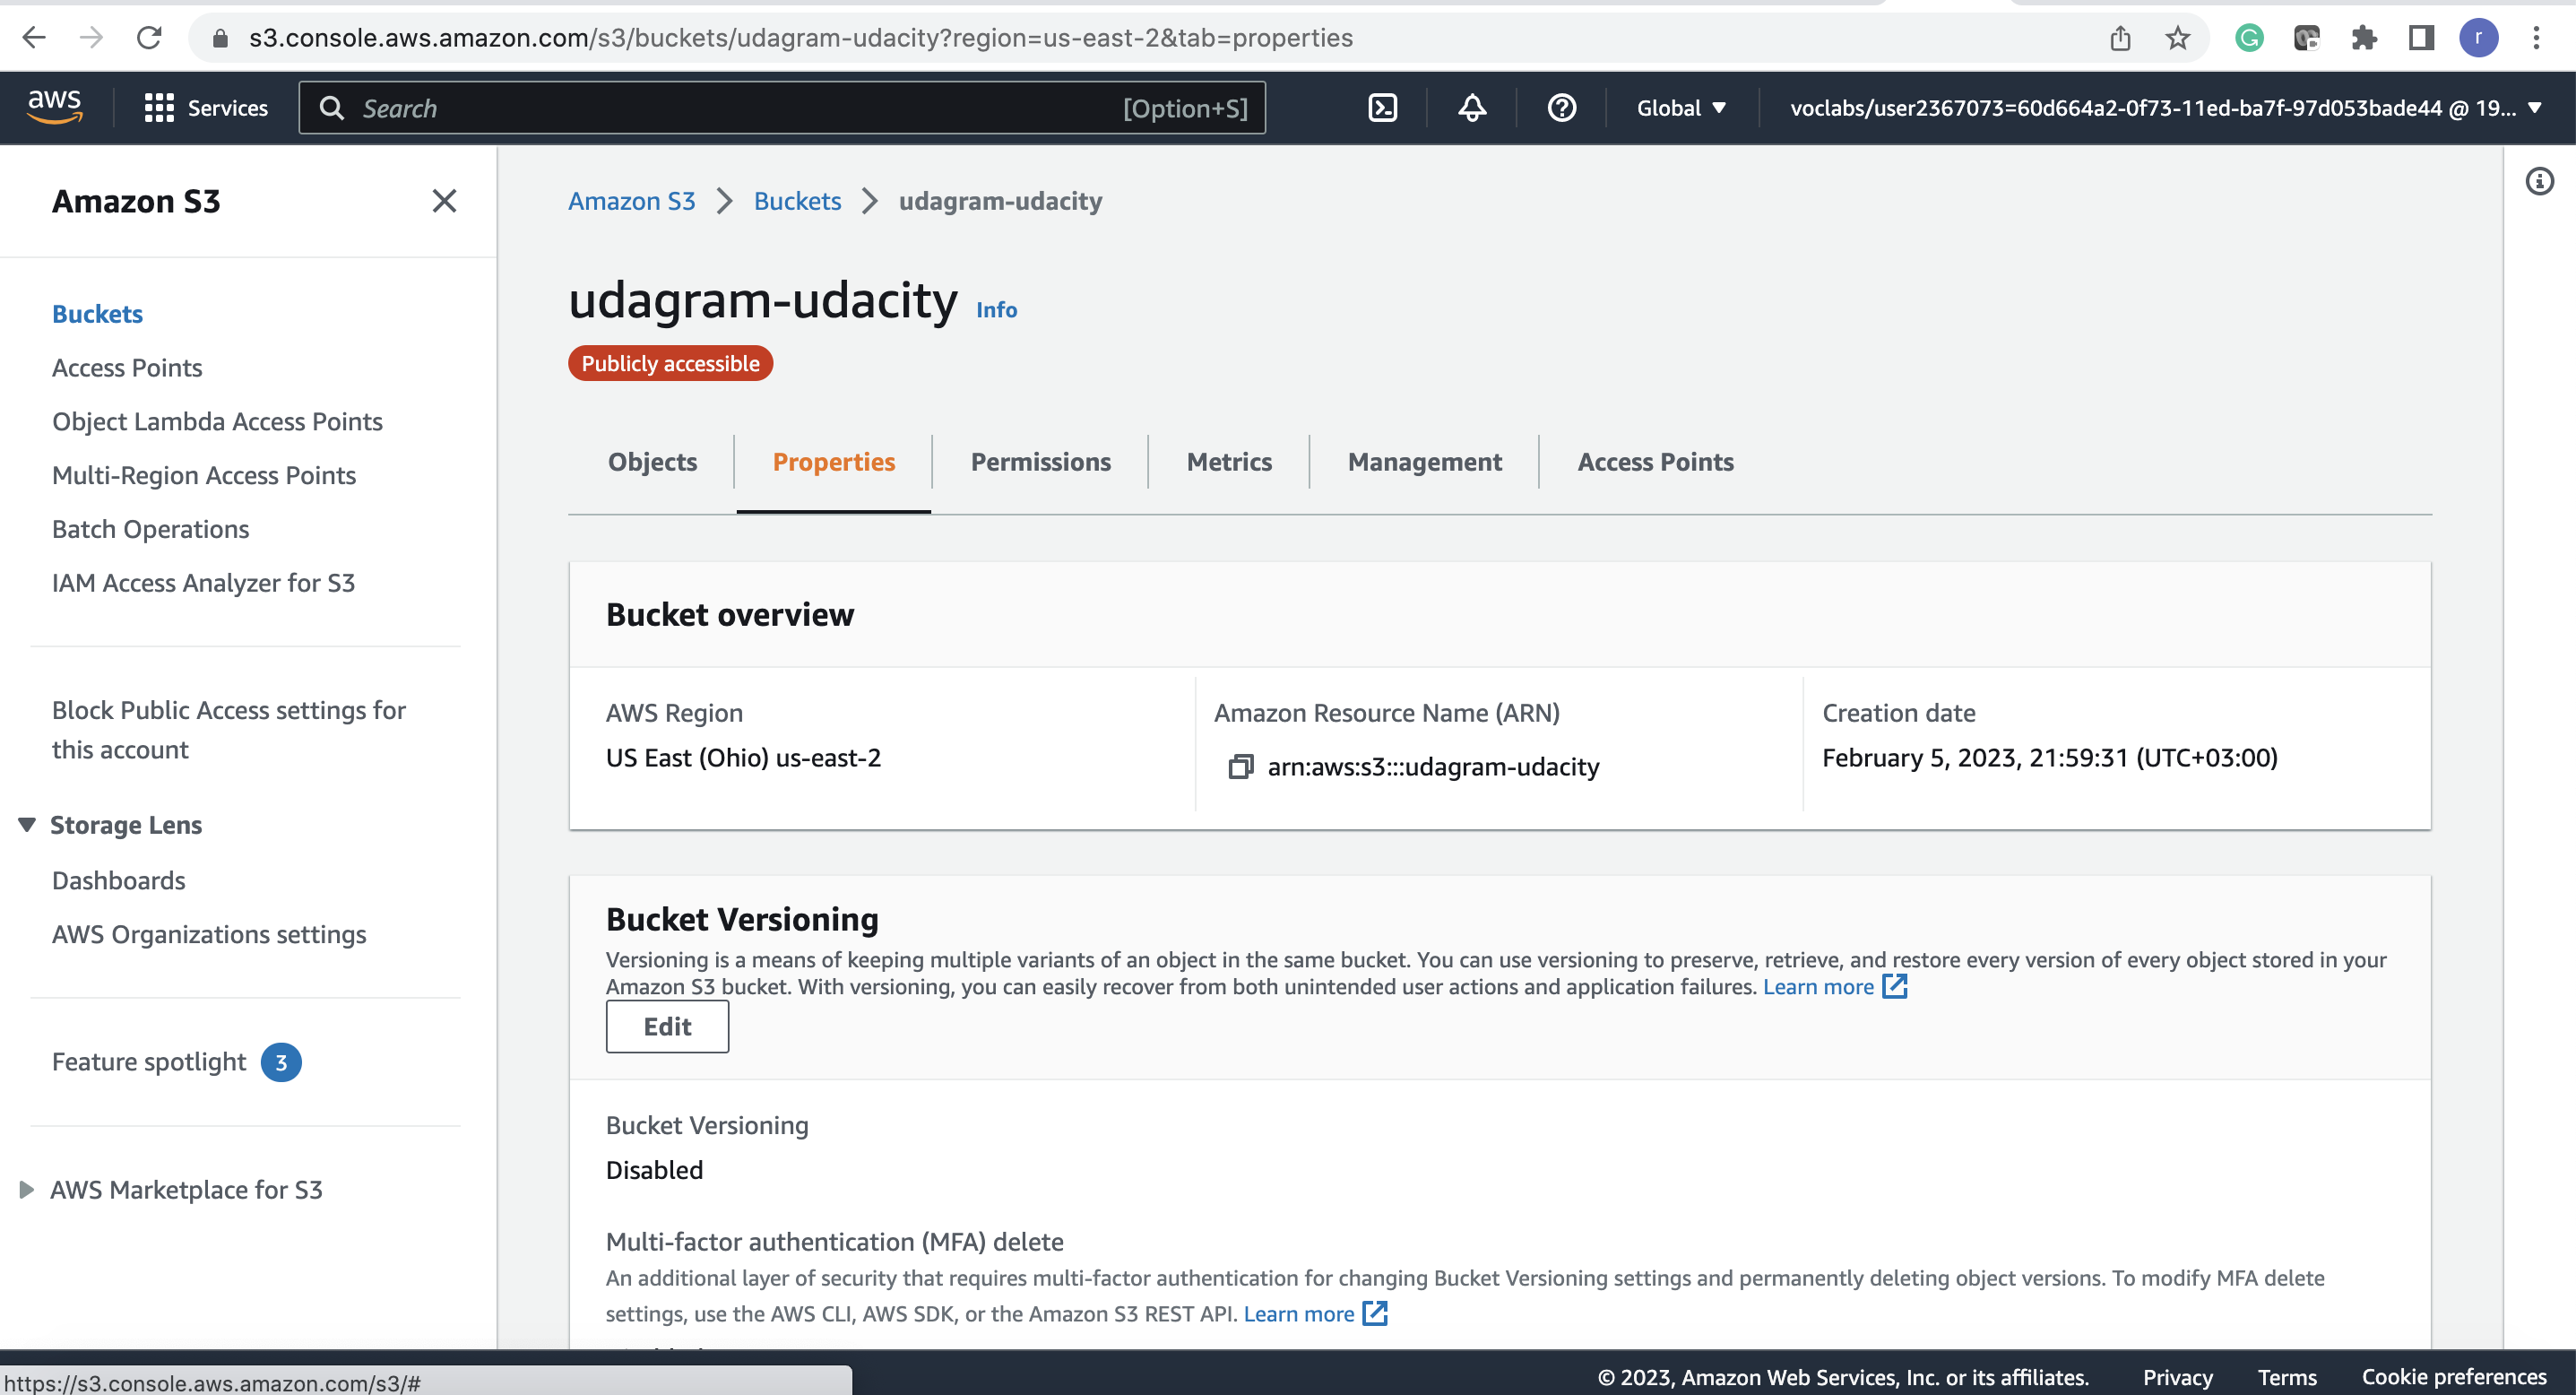 s3.console.aws.amazon.com/s3/buckets/udagram-udacity?region=us-east-2&tab=properties
r
aws
Services
Search
[Option+S]
Global
voclabs/user2367073=60d664a2-0f73-11ed-ba7f-97d053bade44 @ 19...
Amazon S3
Buckets
Access Points
Object Lambda Access Points
Multi-Region Access Points
Batch Operations
IAM Access Analyzer for S3
Block Public Access settings for
this account
Storage Lens
Dashboards
AWS Organizations settings
Feature spotlight 3
AWS Marketplace for S3
Amazon S3 > Buckets > udagram-udacity
udagram-udacity Info
Publicly accessible
Objects
Properties
Permissions
Metrics
Management
Access Points
Bucket overview
AWS Region
US East (Ohio) us-east-2
Amazon Resource Name (ARN)
arn:aws:s3:::udagram-udacity
Creation date
February 5, 2023, 21:59:31 (UTC+03:00)
Bucket Versioning
Versioning is a means of keeping multiple variants of an object in the same bucket. You can use versioning to preserve, retrieve, and restore every version of every object stored in your
Amazon S3 bucket. With versioning, you can easily recover from both unintended user actions and application failures. Learn more
Edit
Bucket Versioning
Disabled
Multi-factor authentication (MFA) delete
An additional layer of security that requires multi-factor authentication for changing Bucket Versioning settings and permanently deleting object versions. To modify MFA delete
settings, use the AWS CLI, AWS SDK, or the Amazon S3 REST API. Learn more
https://s3.console.aws.amazon.com/s3/#
© 2023, Amazon Web Services, Inc. or its affiliates.
Privacy
Terms
Cookie preferences